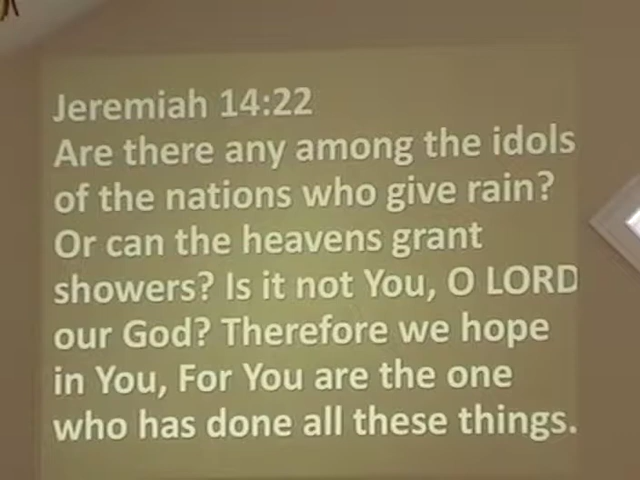 Jeremiah 14:22
Are there any among the idols
of the nations who give rain?
Or can the heavens grant
showers? Is it not You, O LORD
our God? Therefore we hope
in You, For You are the one
who has done all these things.